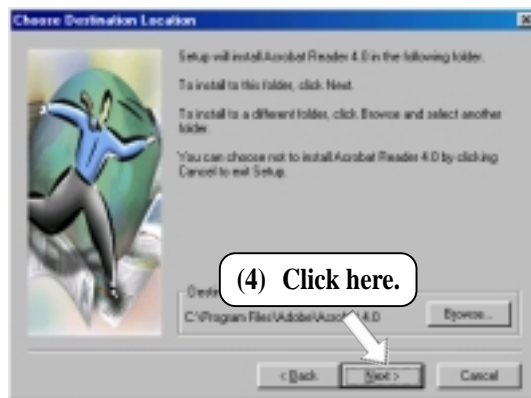 Choose Destination Location
Setup will install Acrobat Reader 4.0 in the following folder.
To install to this folder, click Next.
To install to a different folder, click Browse and select another
folder.
You can choose not to install Acrobat Reader 4.0 by clicking
Cancel to exit Setup.
(4) Click here.
C:\Program Files\Adobe\ 4.0
Browse...
< Back
Next >
Cancel